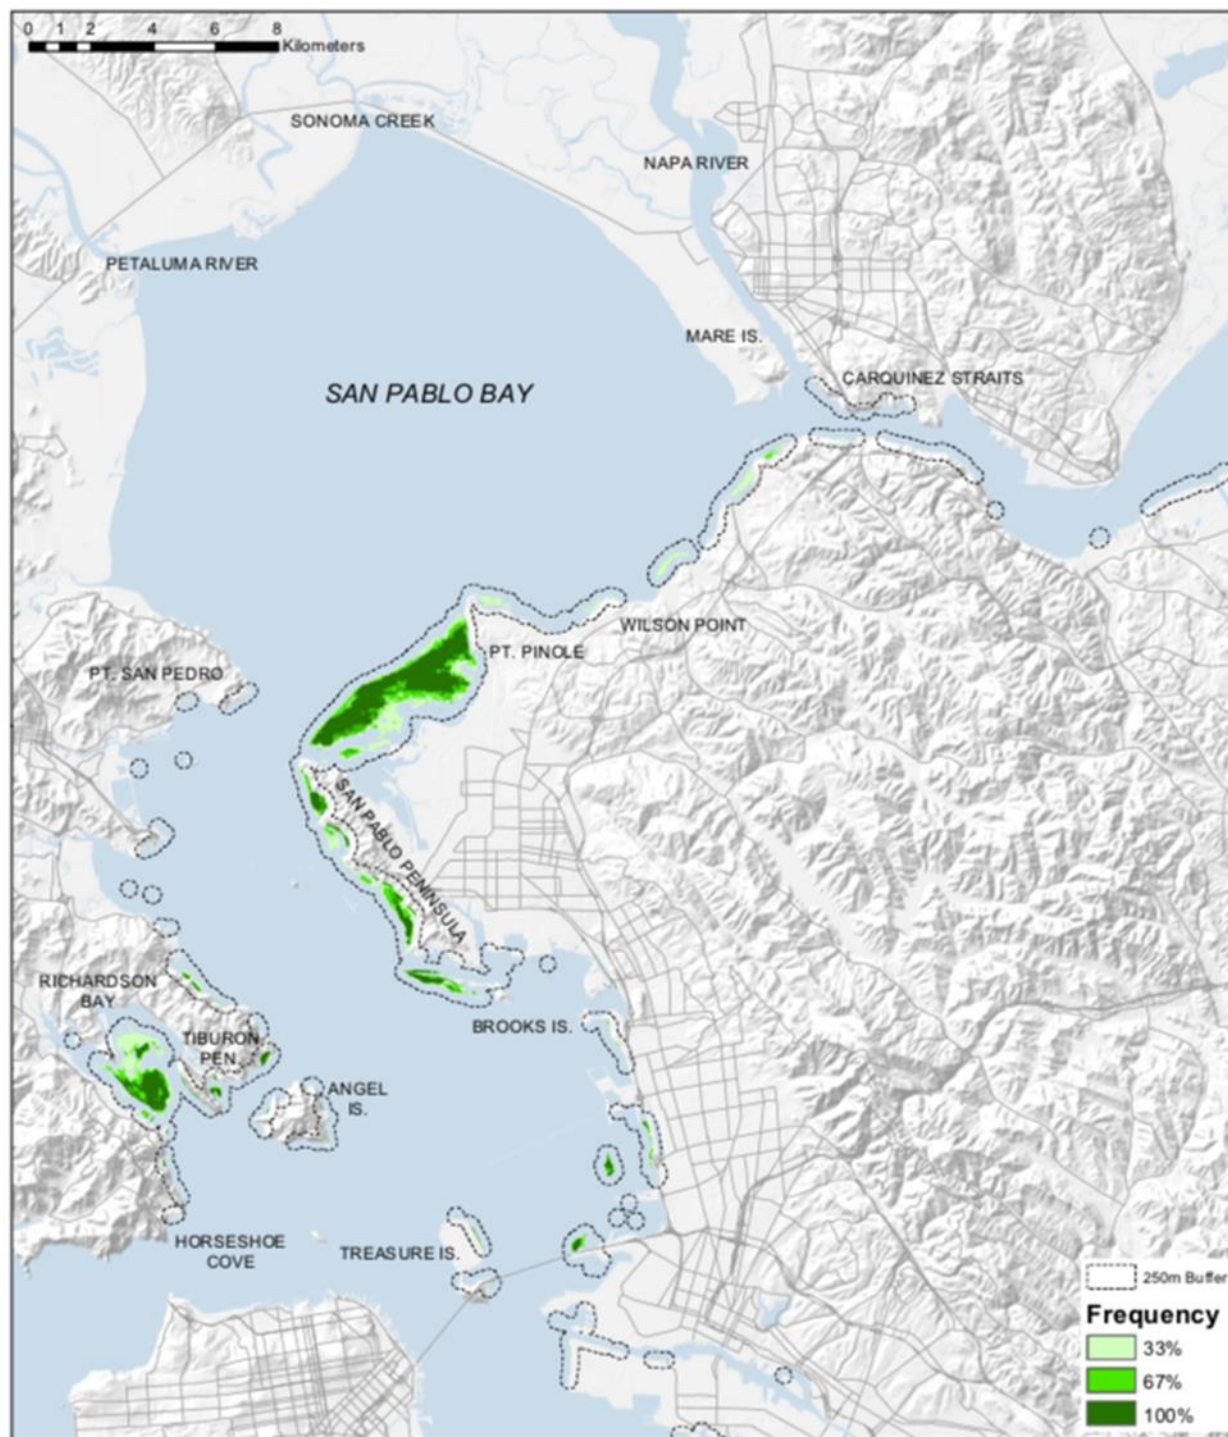 0 1 2 4 6 8
Kilometers
SONOMA CREEK
NAPA RIVER
PETALUMA RIVER
MARE IS.
CARQUINEZ STRAITS
SAN PABLO BAY
WILSON POINT
PT. PINOLE
PT. SAN PEDRO
SAN PABLO PENINSULA
RICHARDSON
BAY
BROOKS IS.
TIBURON
PEN.
ANGEL
IS.
HORSESHOE
COVE
TREASURE IS.
250m Buffer
Frequency
33%
67%
100%